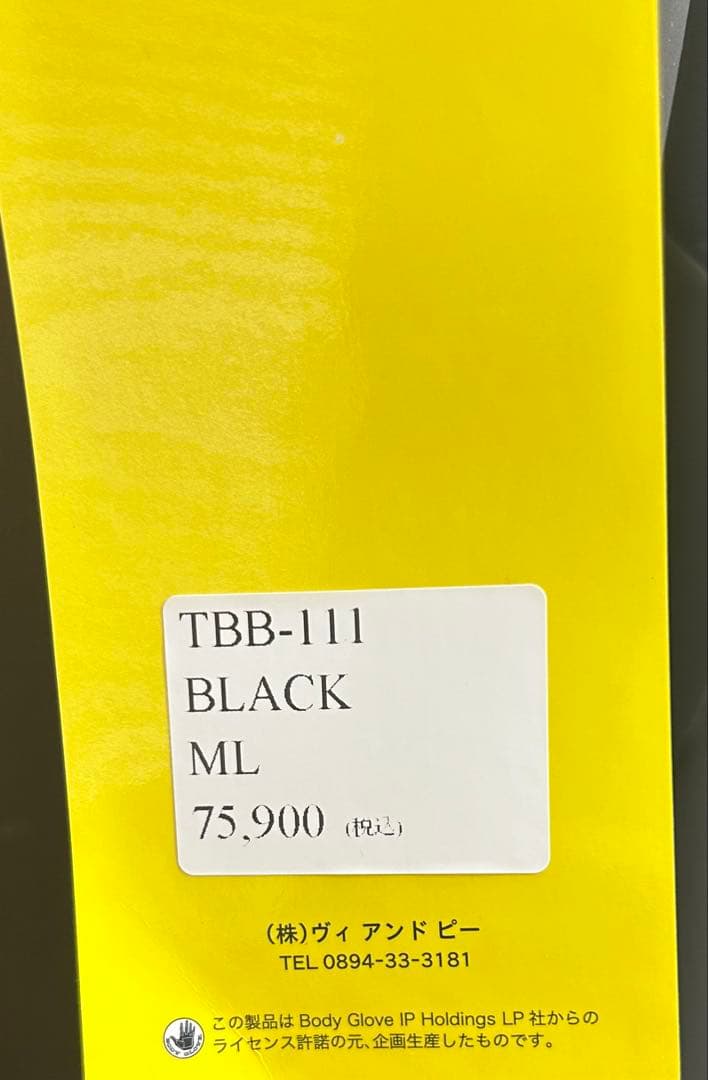 TBB-111
BLACK
ML
75,900 (税込)
(株)ヴィ アンド ピー
TEL 0894-33-3181
この製品は Body Glove IP Holdings LP 社からの
ライセンス許諾の元、企画生産したものです。
BODY GLOVE